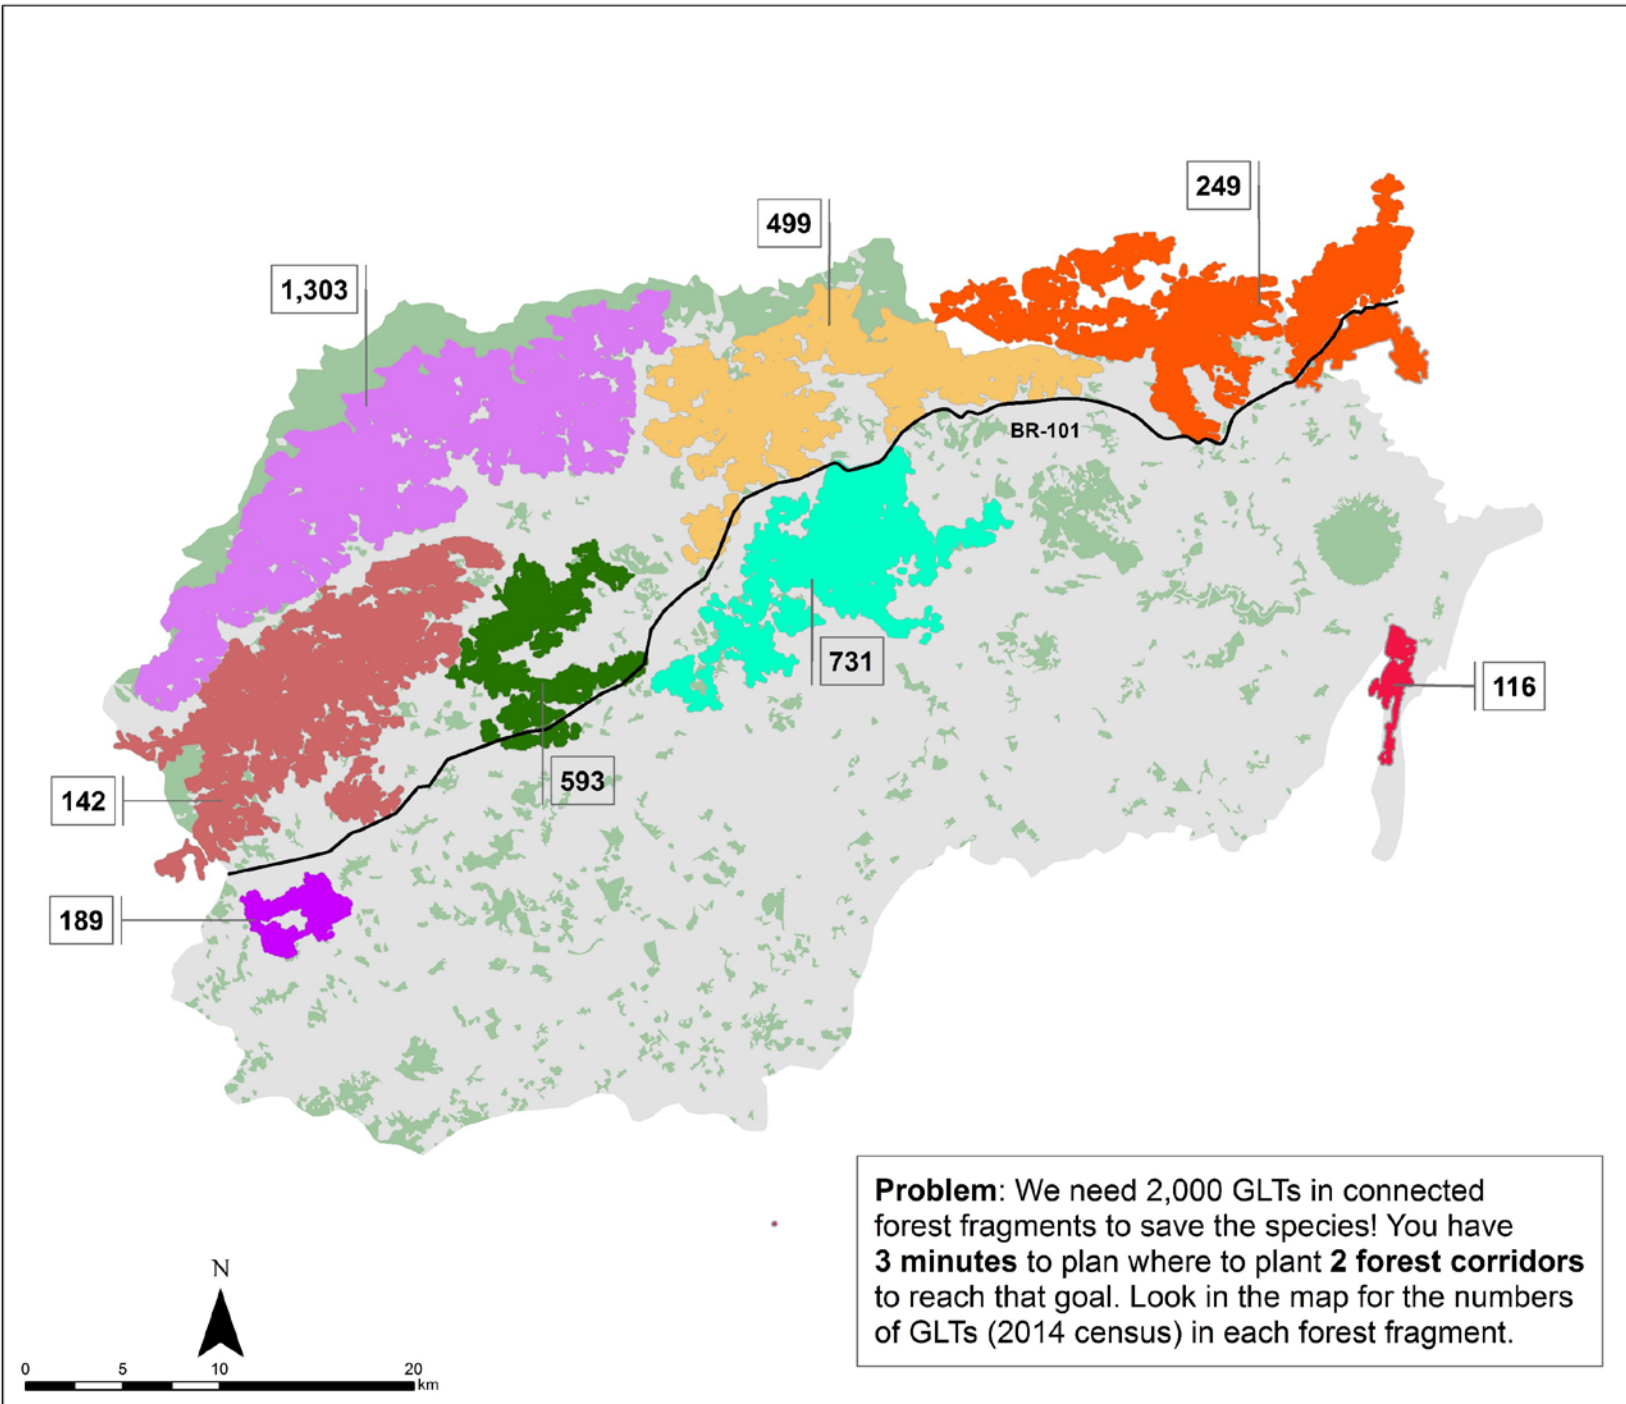 249
499
1,303
BR-101
731
116
593
142
189
Problem: We need 2,000 GLTs in connected
forest fragments to save the species! You have
3 minutes to plan where to plant 2 forest corridors
to reach that goal. Look in the map for the numbers
of GLTs (2014 census) in each forest fragment.
N
0 5 10 20
km